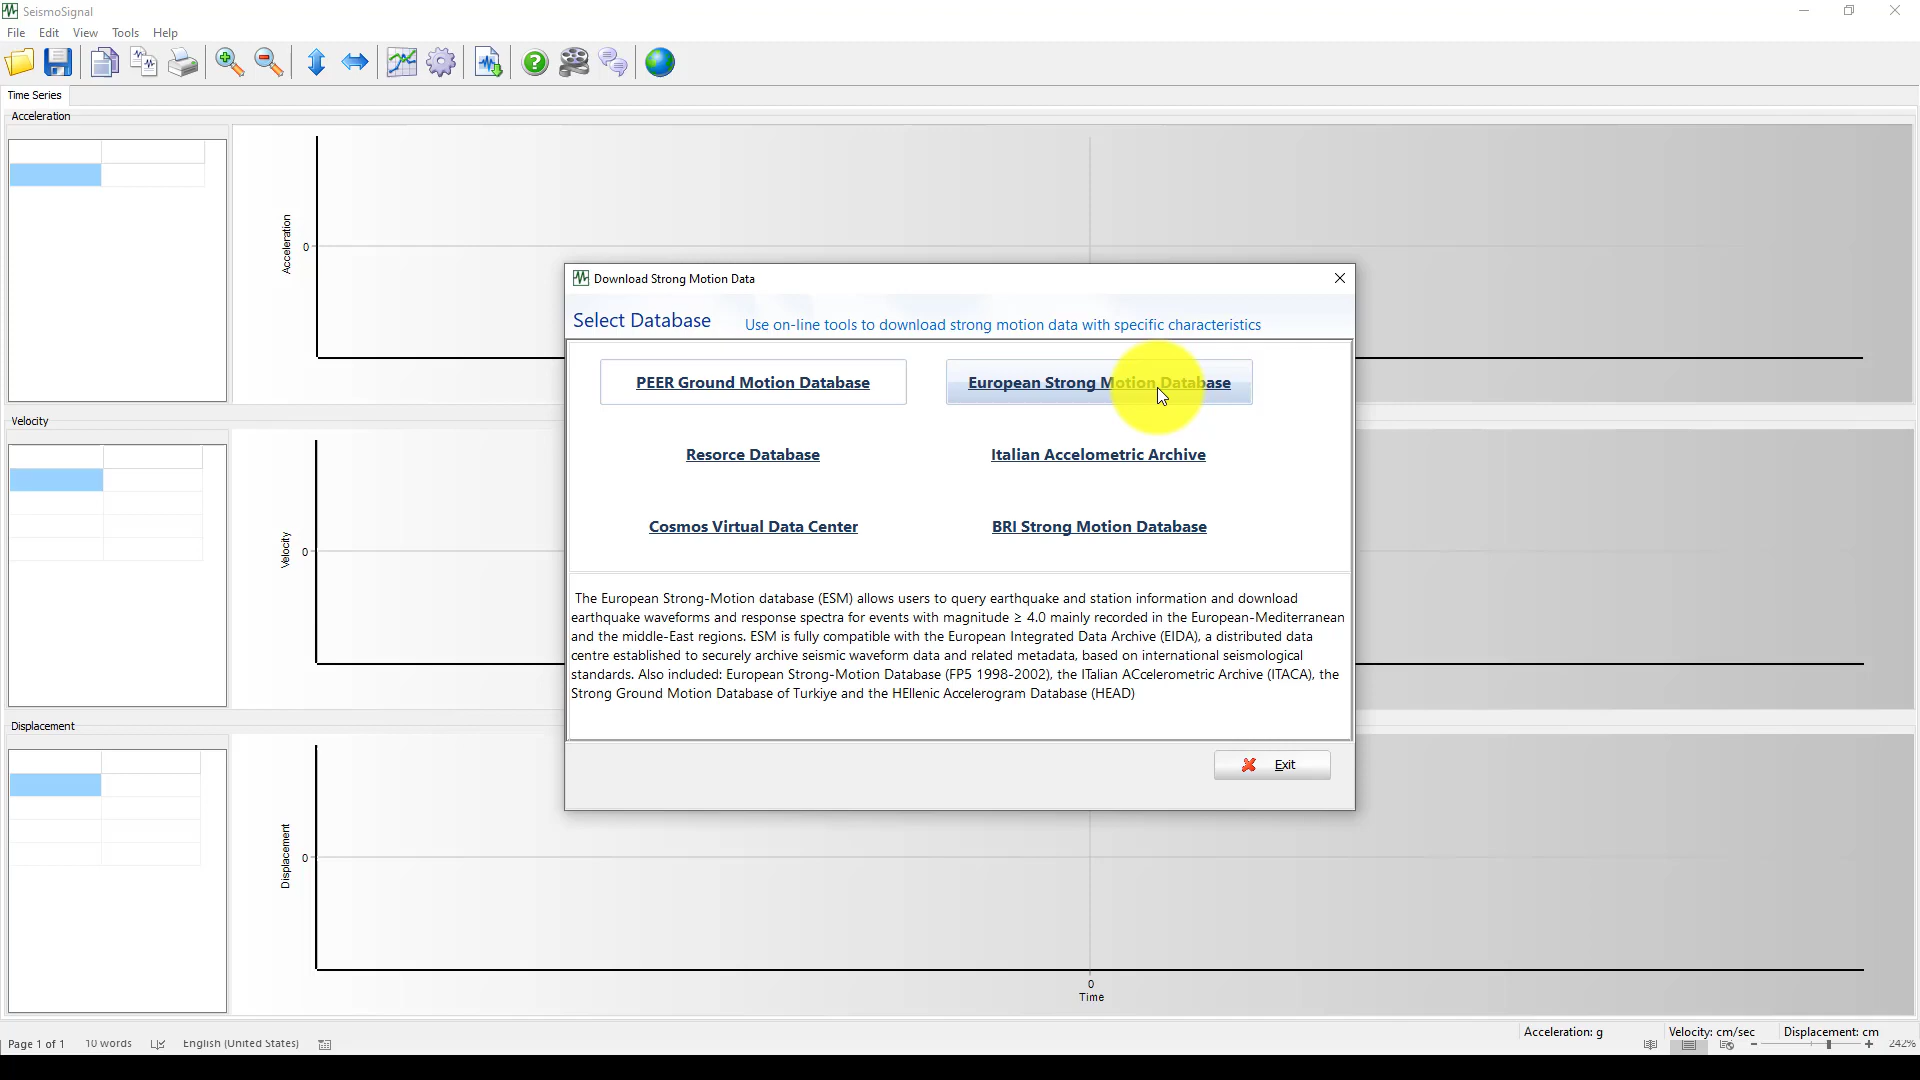 SeismoSignal
File Edit View Tools Help
Time Series
Acceleration
Acceleration
0
Download Strong Motion Data
Select Database Use on-line tools to download strong motion data with specific characteristics
PEER Ground Motion Database European Strong Motion Database
Resorce Database Italian Accelometric Archive
Cosmos Virtual Data Center BRI Strong Motion Database
The European Strong-Motion database (ESM) allows users to query earthquake and station information and download
earthquake waveforms and response spectra for events with magnitude ≥ 4.0 mainly recorded in the European-Mediterranean
and the middle-East regions. ESM is fully compatible with the European Integrated Data Archive (EIDA), a distributed data
centre established to securely archive seismic waveform data and related metadata, based on international seismological
standards. Also included: European Strong-Motion Database (FP5 1998-2002), the ITalian ACcelerometric Archive (ITACA), the
Strong Ground Motion Database of Turkiye and the HEllenic Accelerogram Database (HEAD)
Exit
Velocity
Velocity
0
Displacement
Displacement
0
0
Time
Acceleration: g Velocity: cm/sec Displacement: cm
Page 1 of 1 10 words English (United States) 242%